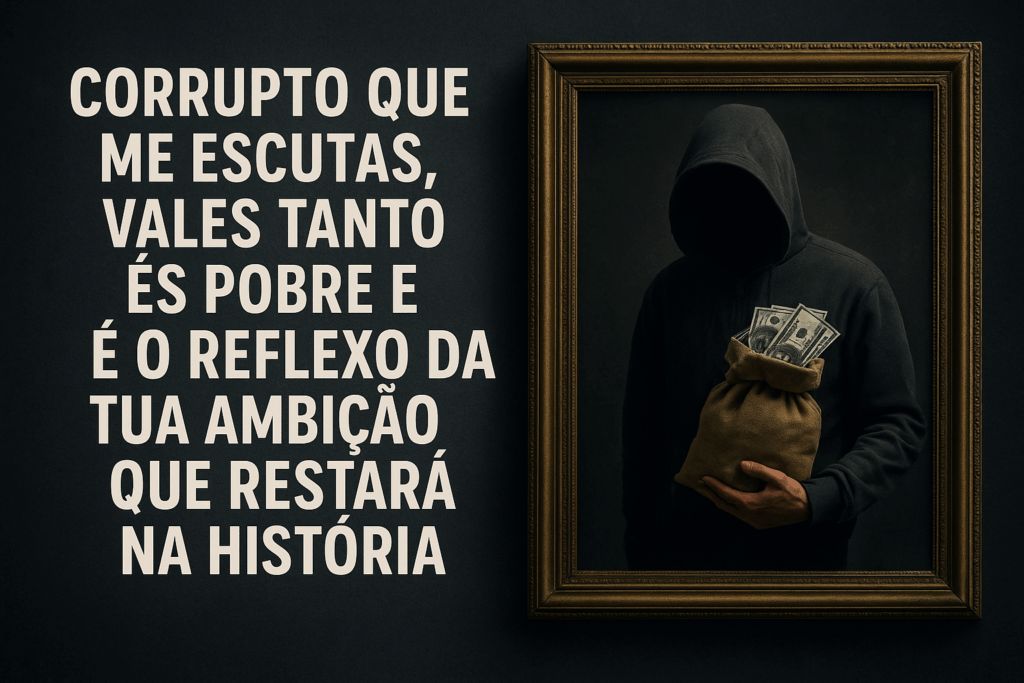 CORRUPTO QUE
ME ESCUTAS,
VALES TANTO
ÉS POBRE E
É O REFLEXO DA
TUA AMBIÇÃO
QUE RESTARÁ
NA HISTÓRIA